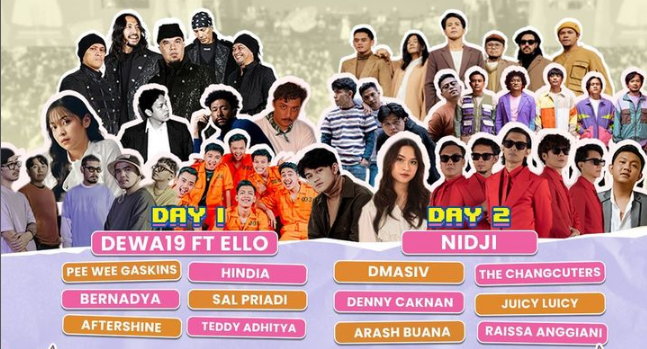 DAY 1
DEWA19 FT ELLO
PEE WEE GASKINS
HINDIA
BERNADYA
SAL PRIADI
AFTERSHINE
TEDDY ADHITYA
DAY 2
NIDJI
DMASIV
THE CHANGCUTERS
DENNY CAKNAN
JUICY LUICY
ARASH BUANA
RAISSA ANGGIANI